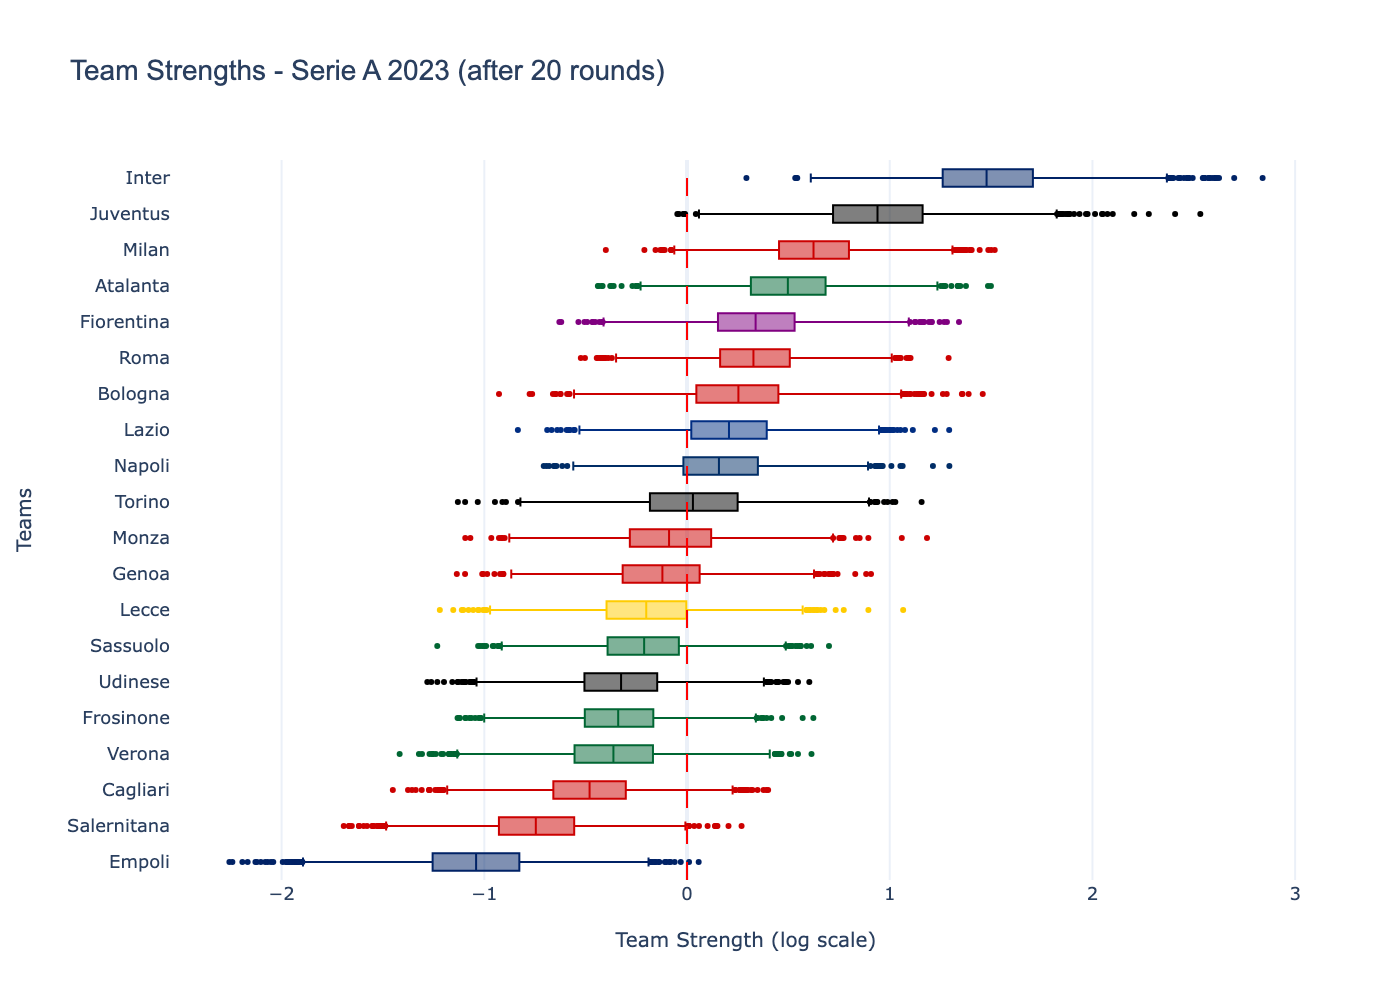 Team Strengths - Serie A 2023 (after 20 rounds)
Teams
Inter
Juventus
Milan
Atalanta
Fiorentina
Roma
Bologna
Lazio
Napoli
Torino
Monza
Genoa
Lecce
Sassuolo
Udinese
Frosinone
Verona
Cagliari
Salernitana
Empoli
−2 −1 0 1 2 3
Team Strength (log scale)